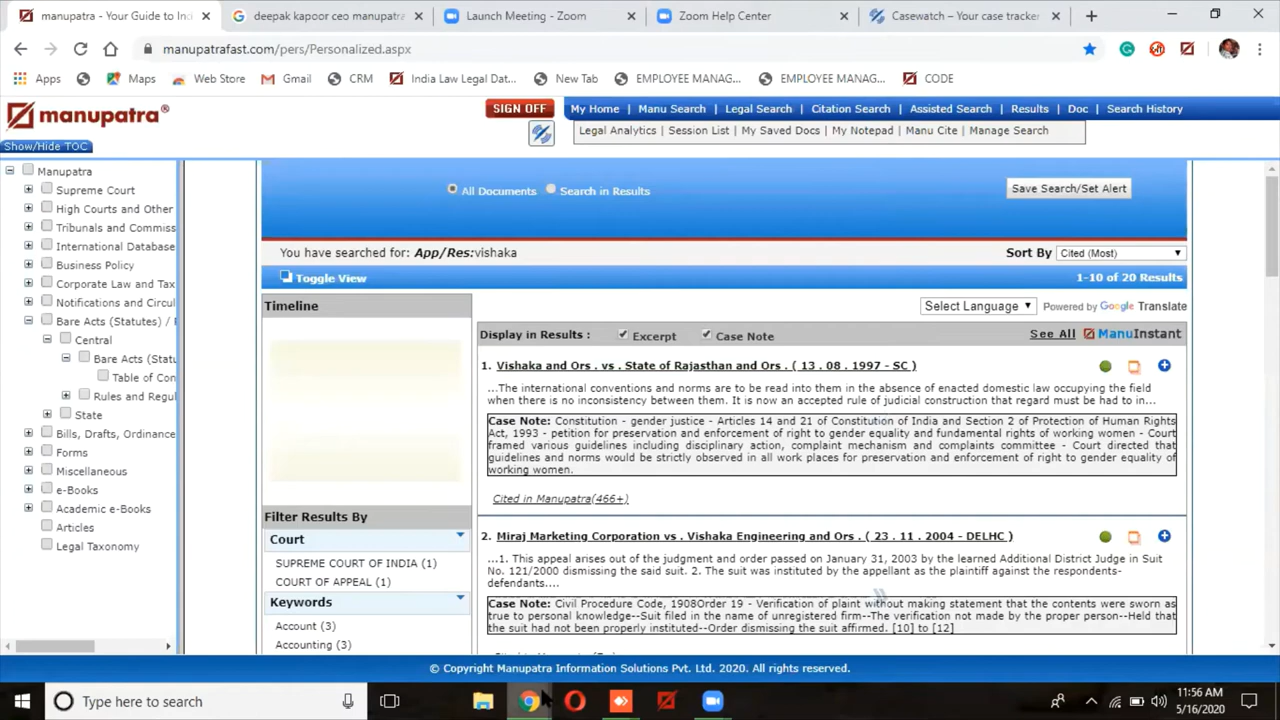 manupatra - Your Guide to Inc
deepak kapoor ceo manupatra
Launch Meeting - Zoom
Zoom Help Center
Casewatch – Your case tracker
manupatrafast.com/pers/Personalized.aspx
Apps
Maps
Web Store
Gmail
CRM
India Law Legal Dat...
New Tab
EMPLOYEE MANAG...
EMPLOYEE MANAG...
CODE
manupatra®
SIGN OFF
My Home | Manu Search | Legal Search | Citation Search | Assisted Search | Results | Doc | Search History
Legal Analytics | Session List | My Saved Docs | My Notepad | Manu Cite | Manage Search
Show/Hide TOC
Manupatra
Supreme Court
High Courts and Other
Tribunals and Commiss
International Database
Business Policy
Corporate Law and Tax
Notifications and Circul
Bare Acts (Statutes) / R
Central
Bare Acts (Statu
Table of Con
Rules and Regul
State
Bills, Drafts, Ordinance
Forms
Miscellaneous
e-Books
Academic e-Books
Articles
Legal Taxonomy
All Documents
Search in Results
Save Search/Set Alert
You have searched for: App/Res:vishaka
Sort By Cited (Most)
Toggle View
1-10 of 20 Results
Timeline
Select Language
Powered by Google Translate
Display in Results : Excerpt Case Note
See All ManuInstant
1. Vishaka and Ors . vs . State of Rajasthan and Ors . ( 13 . 08 . 1997 - SC )
...The international conventions and norms are to be read into them in the absence of enacted domestic law occupying the field
when there is no inconsistency between them. It is now an accepted rule of judicial construction that regard must be had to in...
Case Note: Constitution - gender justice - Articles 14 and 21 of Constitution of India and Section 2 of Protection of Human Rights
Act, 1993 - petition for preservation and enforcement of right to gender equality and fundamental rights of working women - Court
framed various guidelines including disciplinary action, complaint mechanism and complaints committee - Court directed that
guidelines and norms would be strictly observed in all work places for preservation and enforcement of right to gender equality of
working women.
Cited in Manupatra(466+)
Filter Results By
Court
SUPREME COURT OF INDIA (1)
COURT OF APPEAL (1)
Keywords
Account (3)
Accounting (3)
2. Miraj Marketing Corporation vs . Vishaka Engineering and Ors . ( 23 . 11 . 2004 - DELHC )
...1. This appeal arises out of the judgment and order passed on January 31, 2003 by the learned Additional District Judge in Suit
No. 121/2000 dismissing the said suit. 2. The suit was instituted by the appellant as the plaintiff against the respondents-
defendants....
Case Note: Civil Procedure Code, 1908Order 19 - Verification of plaint without making statement that the contents were sworn as
true to personal knowledge--Suit filed in the name of unregistered firm--The verification not made by the proper person--Held that
the suit had not been properly instituted--Order dismissing the suit affirmed. [10] to [12]
© Copyright Manupatra Information Solutions Pvt. Ltd. 2020. All rights reserved.
Type here to search
11:56 AM
5/16/2020